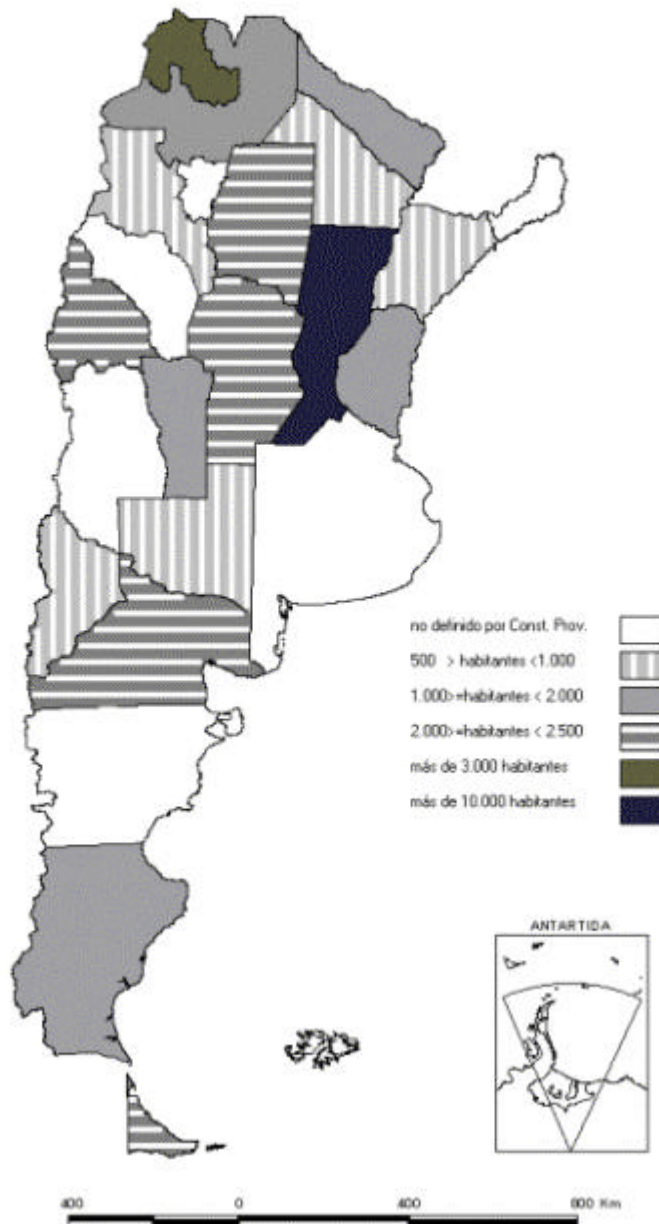 no definido por Const. Prov.
500 > habitantes <1.000
1.000>=habitantes < 2.000
2.000>=habitantes < 2.500
más de 3.000 habitantes
más de 10.000 habitantes
ANTARTIDA
400 0 400 800 Km